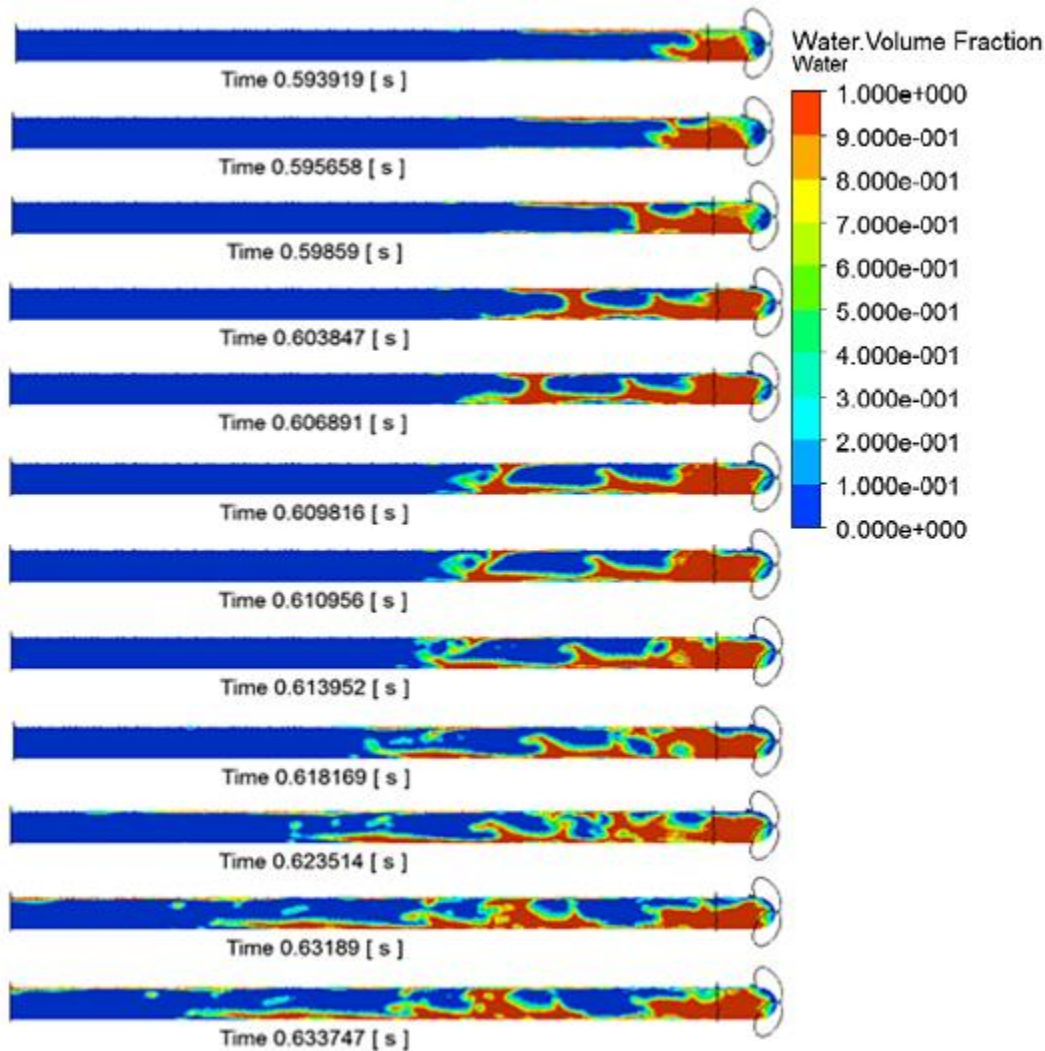 Water.Volume Fraction
Water
1.000e+000
9.000e-001
8.000e-001
7.000e-001
6.000e-001
5.000e-001
4.000e-001
3.000e-001
2.000e-001
1.000e-001
0.000e+000
Time 0.593919 [ s ]
Time 0.595658 [ s ]
Time 0.59859 [ s ]
Time 0.603847 [ s ]
Time 0.606891 [ s ]
Time 0.609816 [ s ]
Time 0.610956 [ s ]
Time 0.613952 [ s ]
Time 0.618169 [ s ]
Time 0.623514 [ s ]
Time 0.63189 [ s ]
Time 0.633747 [ s ]